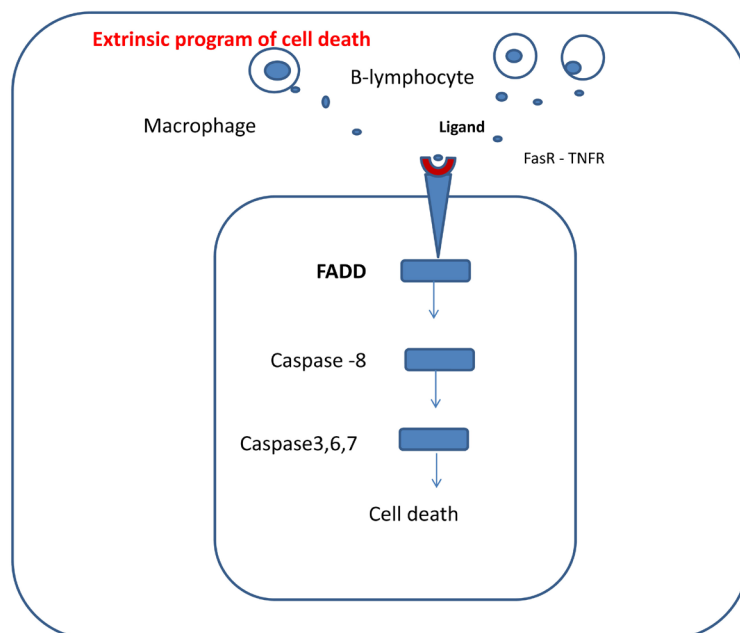 Extrinsic program of cell death
B-lymphocyte
Macrophage
Ligand
FasR - TNFR
FADD
Caspase -8
Caspase3,6,7
Cell death